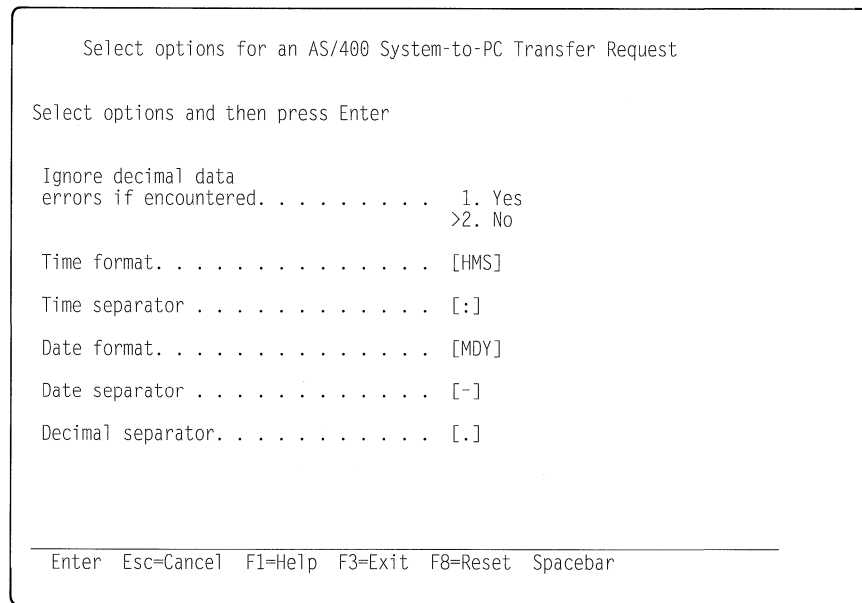 Select options for an AS/400 System-to-PC Transfer Request
Select options and then press Enter
Ignore decimal data
errors if encountered. . . . . . . . . 1. Yes
>2. No
Time format. . . . . . . . . . . . . . [HMS]
Time separator . . . . . . . . . . . . [:]
Date format. . . . . . . . . . . . . . [MDY]
Date separator . . . . . . . . . . . . [-]
Decimal separator. . . . . . . . . . . [.]
Enter Esc=Cancel F1=Help F3=Exit F8=Reset Spacebar